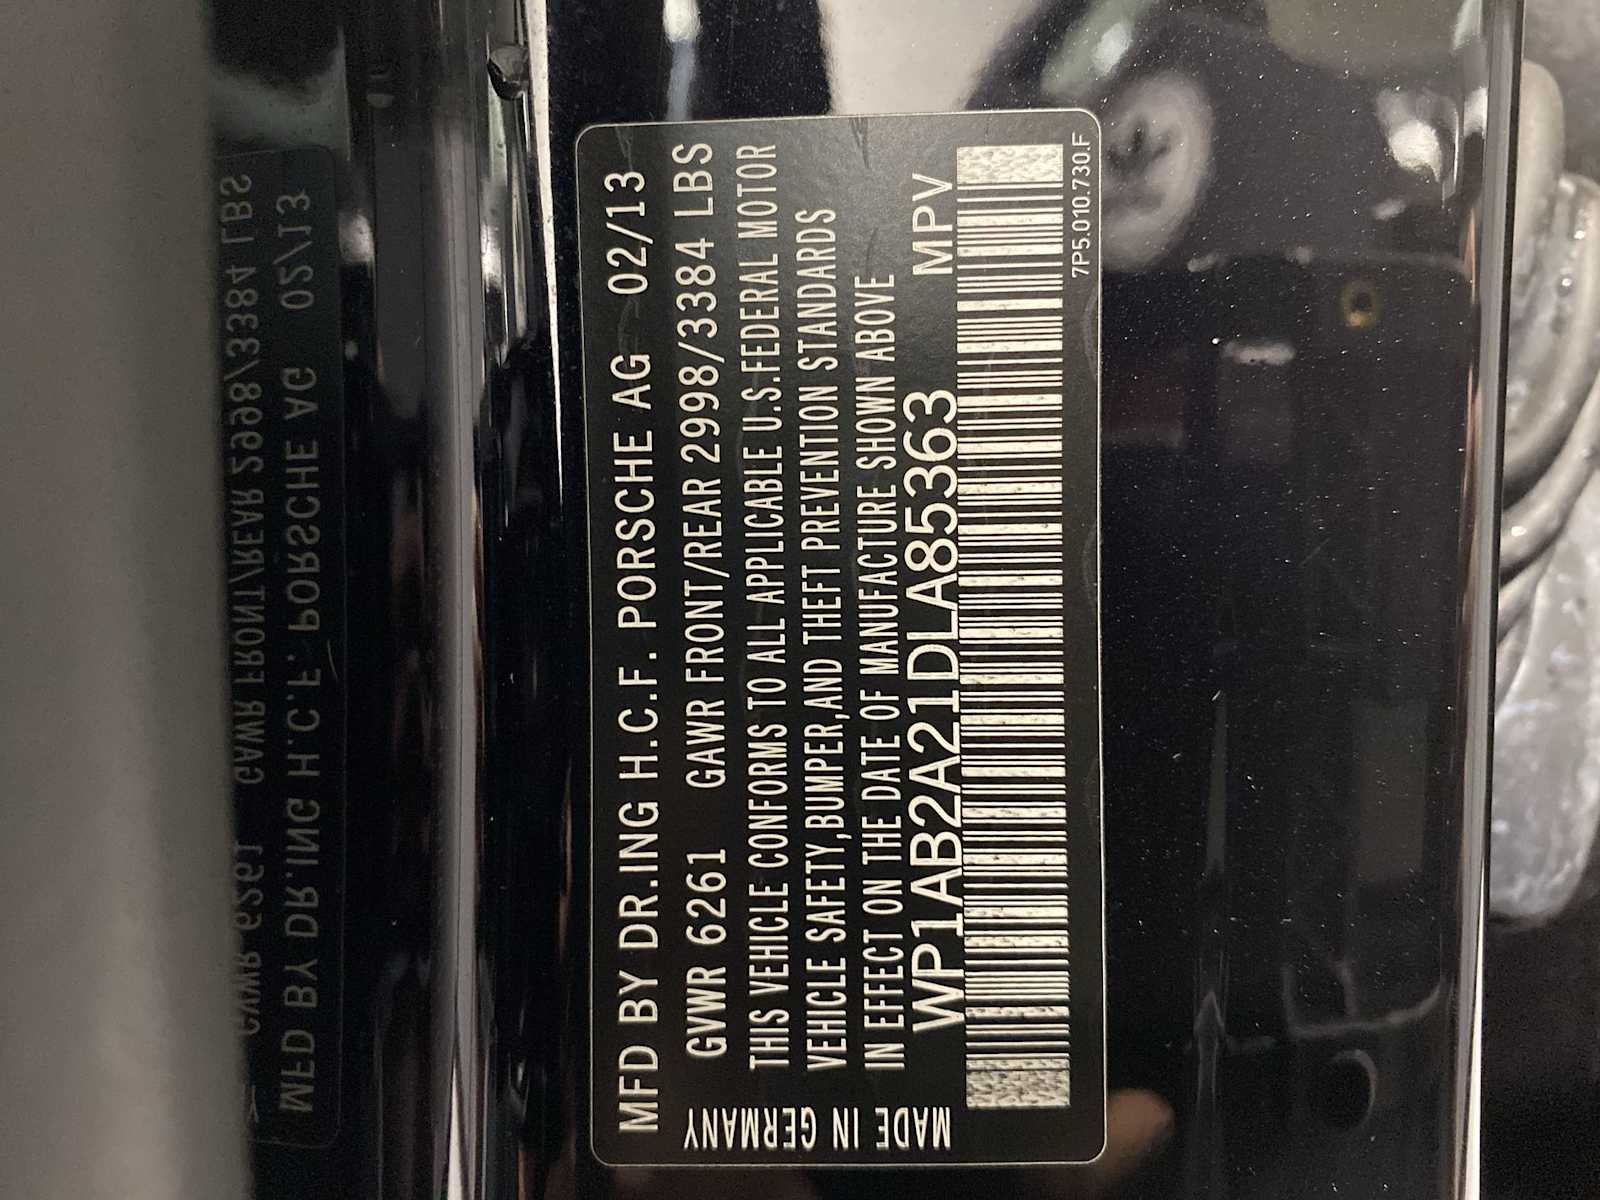 MFD BY DR.ING H.C.F. PORSCHE AG 02/13
GVWR 6261 GAWR FRONT/REAR 2998/3384 LBS
THIS VEHICLE CONFORMS TO ALL APPLICABLE U.S.FEDERAL MOTOR
VEHICLE SAFETY,BUMPER,AND THEFT PREVENTION STANDARDS
IN EFFECT ON THE DATE OF MANUFACTURE SHOWN ABOVE
WP1AB2A21DLA85363 MPV
MADE IN GERMANY
7P5.010.730.F